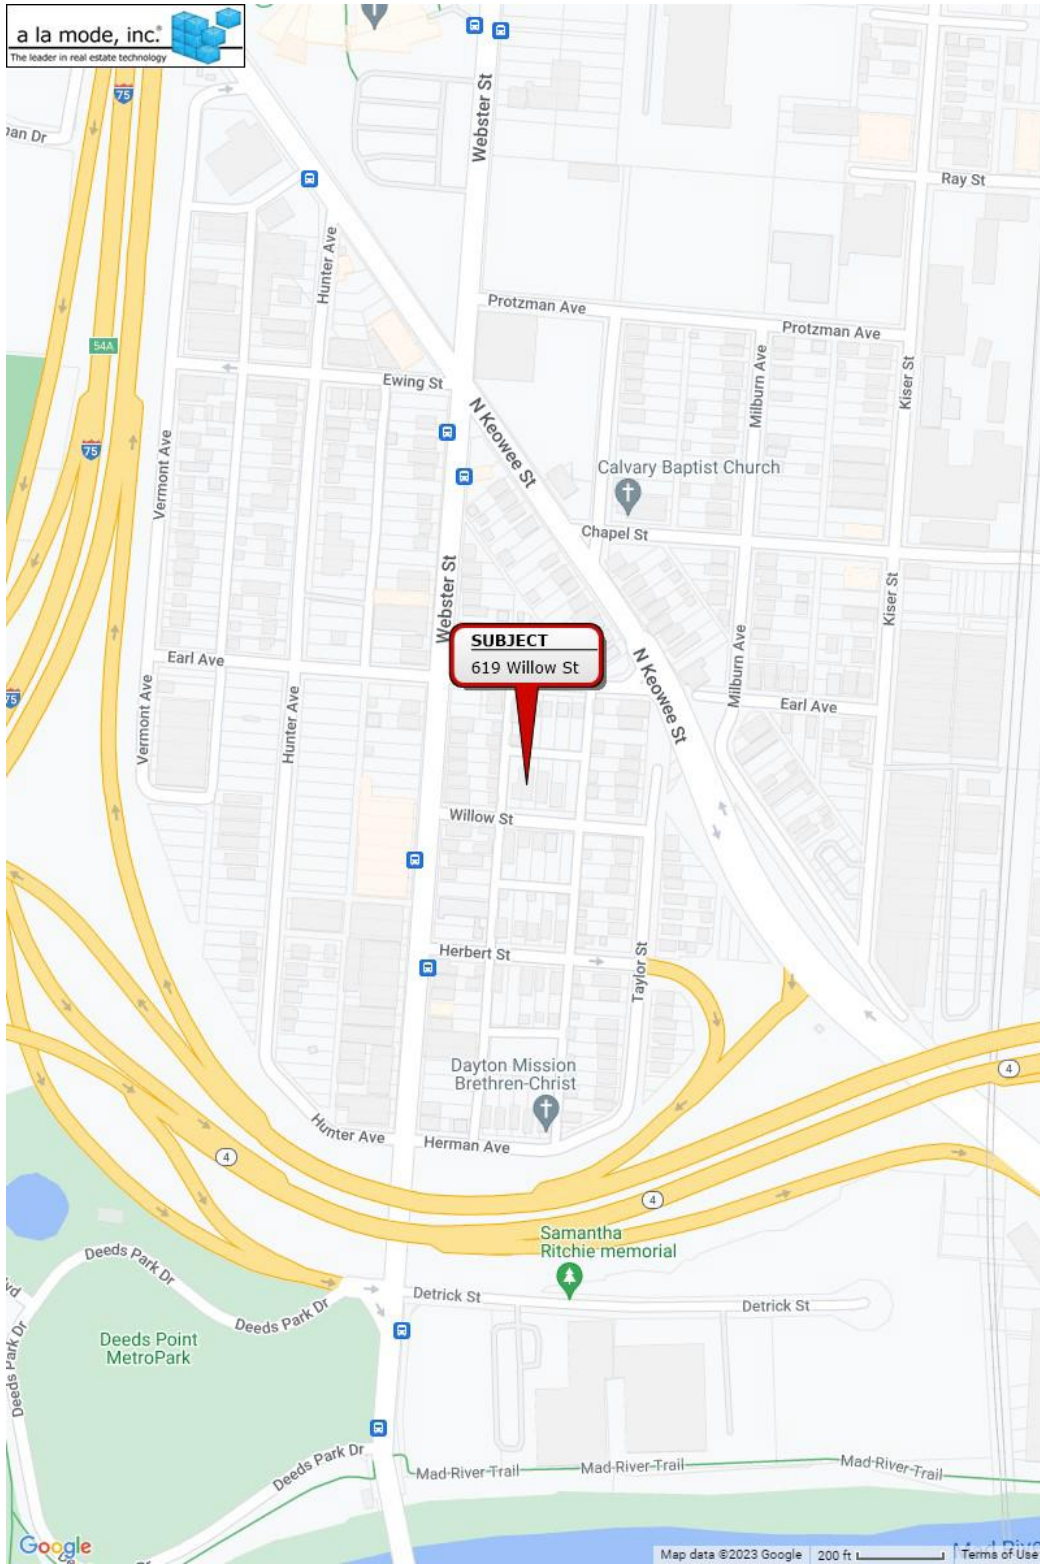 a la mode, inc.®
The leader in real estate technology
Webster St
75
Ray St
Hunter Ave
Protzman Ave
Protzman Ave
54A
Ewing St
Milburn Ave
Kiser St
N Keowee St
75
Vermont Ave
Calvary Baptist Church
Chapel St
Webster St
Kiser St
SUBJECT
619 Willow St
Earl Ave
Milburn Ave
N Keowee St
75
Vermont Ave
Hunter Ave
Earl Ave
Willow St
Herbert St
Taylor St
Dayton Mission
Brethren-Christ
4
Hunter Ave
Herman Ave
4
4
Samantha
Ritchie memorial
Deeds Park Dr
Detrick St
Detrick St
Deeds Park Dr
Deeds Point
MetroPark
Deeds Park Dr
Deeds Park Dr
Mad River Trail
Mad River Trail
Mad River Trail
Google
Map data ©2023 Google
200 ft
Terms of Use